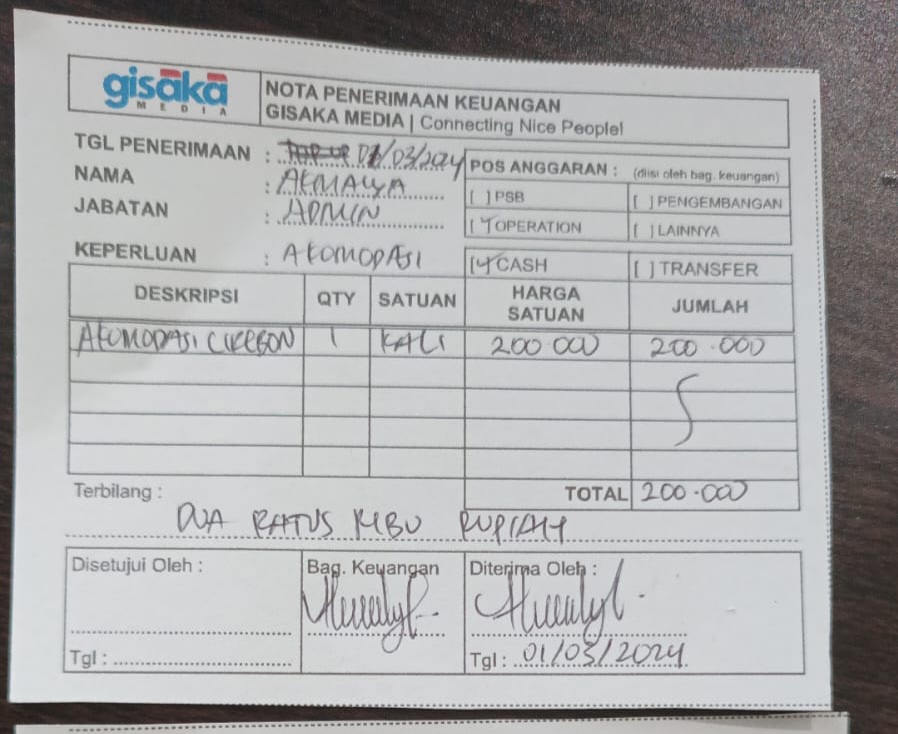 gisaka
MEDIA
NOTA PENERIMAAN KEUANGAN
GISAKA MEDIA | Connecting Nice People!
TGL PENERIMAAN : 01/03/2024
NAMA : AKMALIYA
JABATAN : ADMIN
KEPERLUAN : AKOMODASI
POS ANGGARAN : (diisi oleh bag. keuangan)
[ ] PSB [ ] PENGEMBANGAN
[✓] OPERATION [ ] LAINNYA
[✓] CASH [ ] TRANSFER
DESKRIPSI QTY SATUAN HARGA SATUAN JUMLAH
AKOMODASI CIREBON 1 KALI 200.000 200.000
TOTAL 200.000
Terbilang :
DUA RATUS RIBU RUPIAH
Disetujui Oleh : Bag. Keuangan Diterima Oleh :
Tgl : Tgl : 01/03/2024